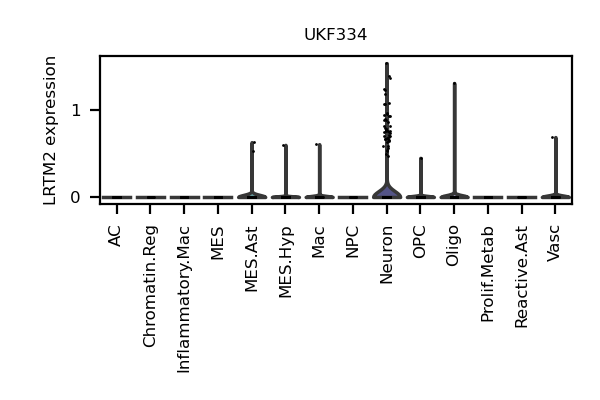 UKF334
LRTM2 expression
1
0
AC
Chromatin.Reg
Inflammatory.Mac
MES
MES.Ast
MES.Hyp
Mac
NPC
Neuron
OPC
Oligo
Prolif.Metab
Reactive.Ast
Vasc